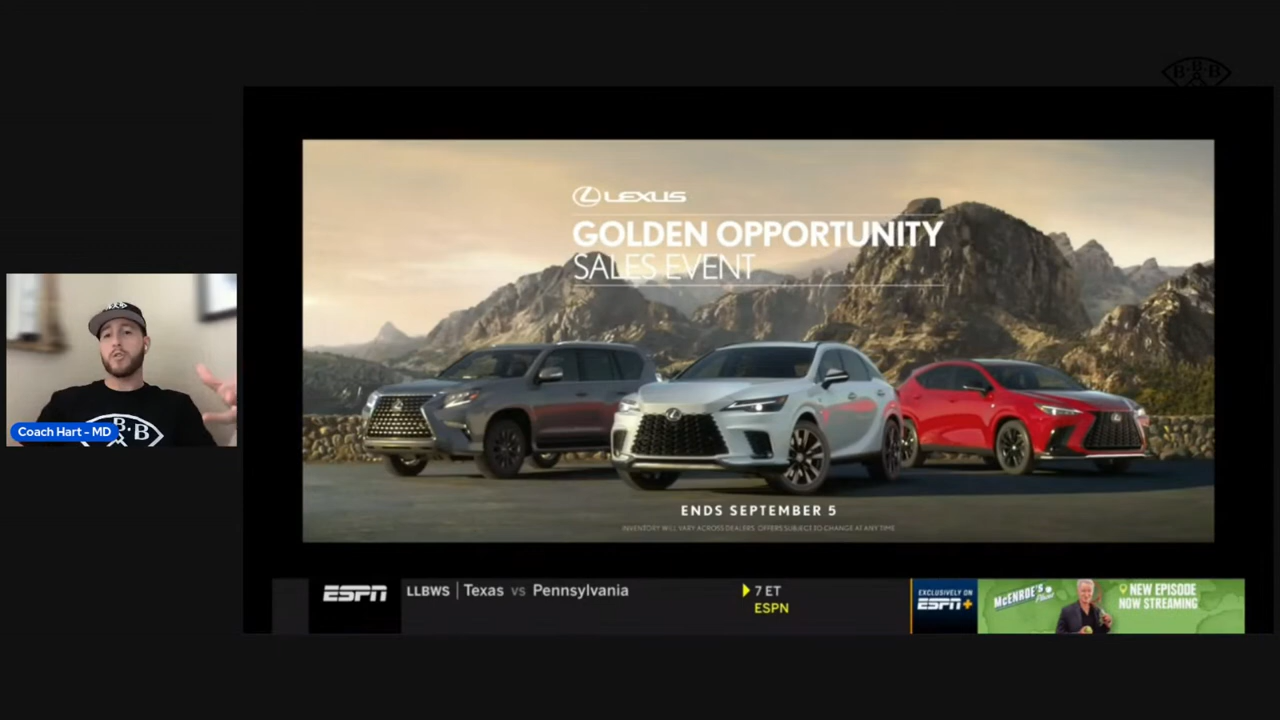 B·B·B
LEXUS
GOLDEN OPPORTUNITY
SALES EVENT
ENDS SEPTEMBER 5
INVENTORY WILL VARY ACROSS DEALERS. OFFERS SUBJECT TO CHANGE AT ANY TIME
Coach Hart - MD
ESPN
LLBWS | Texas vs Pennsylvania
7 ET
ESPN
EXCLUSIVELY ON
ESPN+
McENROE'S
NEW EPISODE
NOW STREAMING